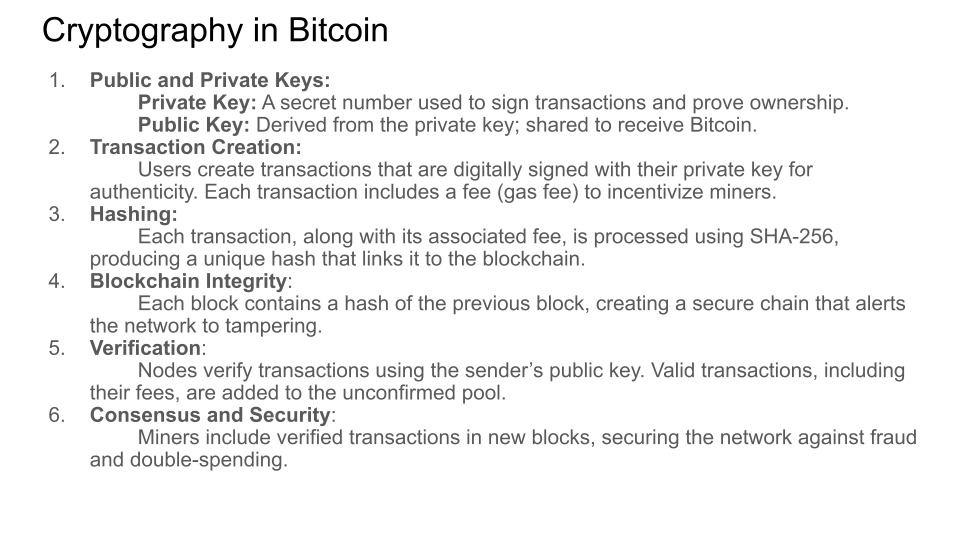 Cryptography in Bitcoin
1. Public and Private Keys:
Private Key: A secret number used to sign transactions and prove ownership.
Public Key: Derived from the private key; shared to receive Bitcoin.
2. Transaction Creation:
Users create transactions that are digitally signed with their private key for
authenticity. Each transaction includes a fee (gas fee) to incentivize miners.
3. Hashing:
Each transaction, along with its associated fee, is processed using SHA-256,
producing a unique hash that links it to the blockchain.
4. Blockchain Integrity:
Each block contains a hash of the previous block, creating a secure chain that alerts
the network to tampering.
5. Verification:
Nodes verify transactions using the sender’s public key. Valid transactions, including
their fees, are added to the unconfirmed pool.
6. Consensus and Security:
Miners include verified transactions in new blocks, securing the network against fraud
and double-spending.